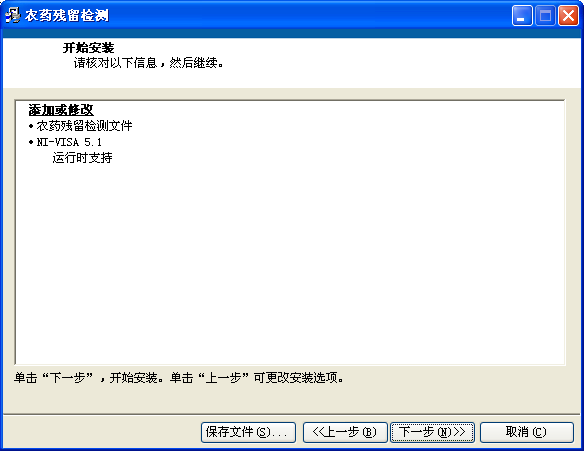 农药残留检测
开始安装
请核对以下信息，然后继续。
添加或修改
• 农药残留检测文件
• NI-VISA 5.1
运行时支持
单击“下一步”，开始安装。单击“上一步”可更改安装选项。
保存文件(S)... <<上一步(B) 下一步(N)>> 取消(C)